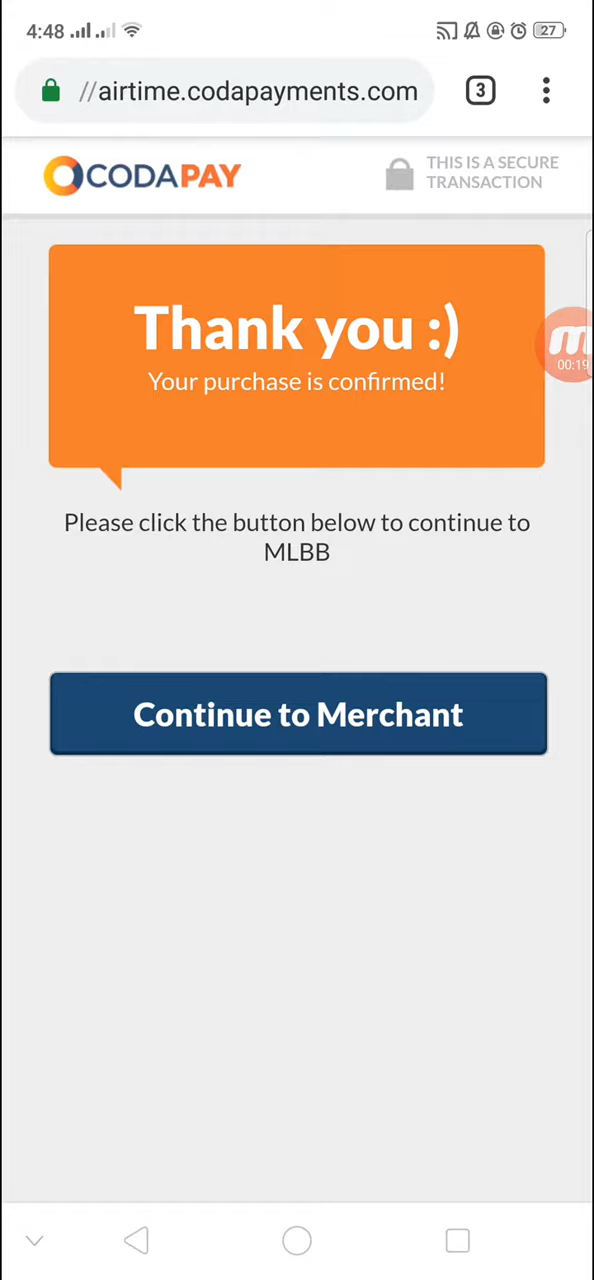 4:48
27
//airtime.codapayments.com
3
CODAPAY
THIS IS A SECURE
TRANSACTION
Thank you :)
Your purchase is confirmed!
00:19
Please click the button below to continue to
MLBB
Continue to Merchant